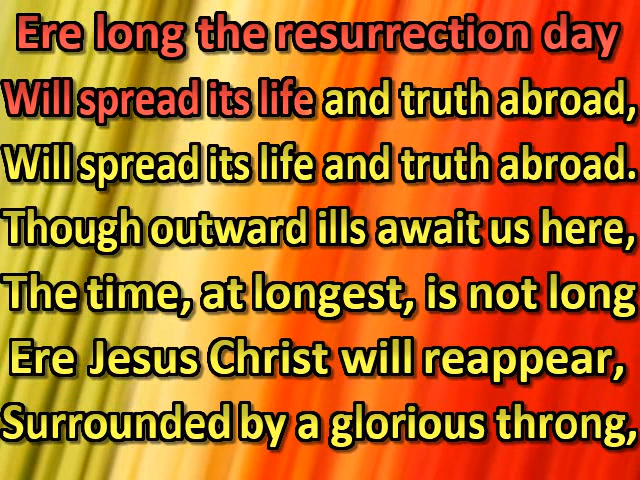 Ere long the resurrection day
Will spread its life and truth abroad,
Will spread its life and truth abroad.
Though outward ills await us here,
The time, at longest, is not long
Ere Jesus Christ will reappear,
Surrounded by a glorious throng,